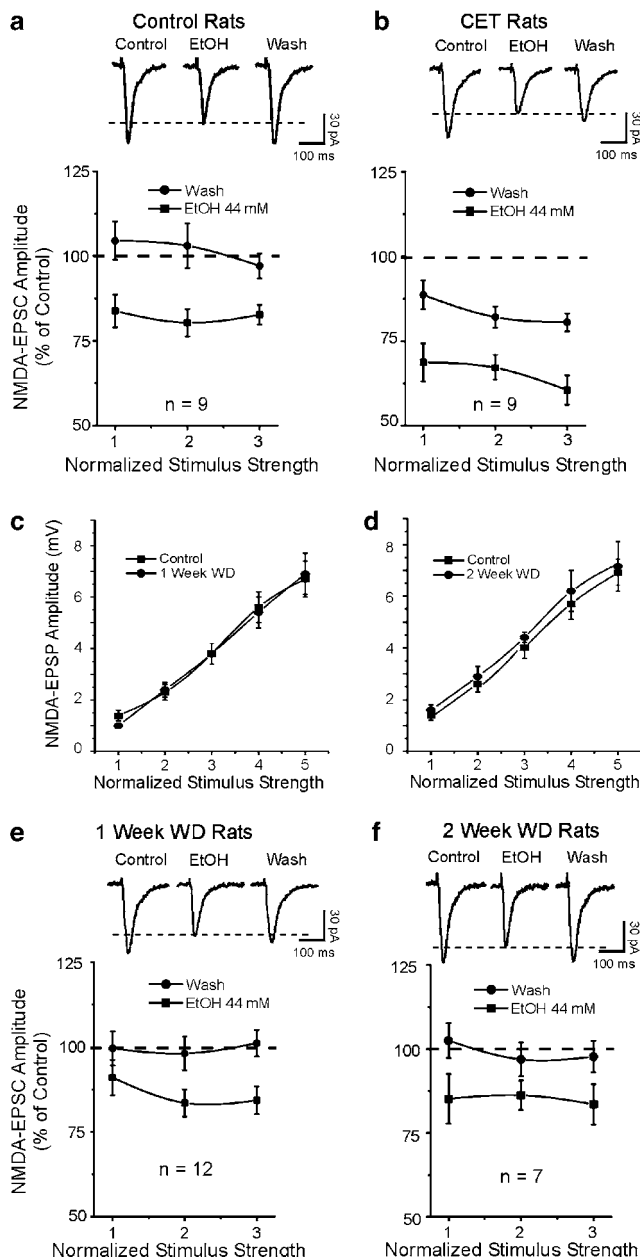 a
Control Rats
Control EtOH Wash
30 pA
100 ms
NMDA-EPSC Amplitude
(% of Control)
125
100
75
50
Wash
EtOH 44 mM
n = 9
1 2 3
Normalized Stimulus Strength
b
CET Rats
Control EtOH Wash
30 pA
100 ms
125
100
75
50
Wash
EtOH 44 mM
n = 9
1 2 3
Normalized Stimulus Strength
c
NMDA-EPSP Amplitude (mV)
8
6
4
2
0
Control
1 Week WD
1 2 3 4 5
Normalized Stimulus Strength
d
8
6
4
2
0
Control
2 Week WD
1 2 3 4 5
Normalized Stimulus Strength
e
1 Week WD Rats
Control EtOH Wash
30 pA
100 ms
NMDA-EPSC Amplitude
(% of Control)
125
100
75
50
Wash
EtOH 44 mM
n = 12
1 2 3
Normalized Stimulus Strength
f
2 Week WD Rats
Control EtOH Wash
30 pA
100 ms
125
100
75
50
Wash
EtOH 44 mM
n = 7
1 2 3
Normalized Stimulus Strength